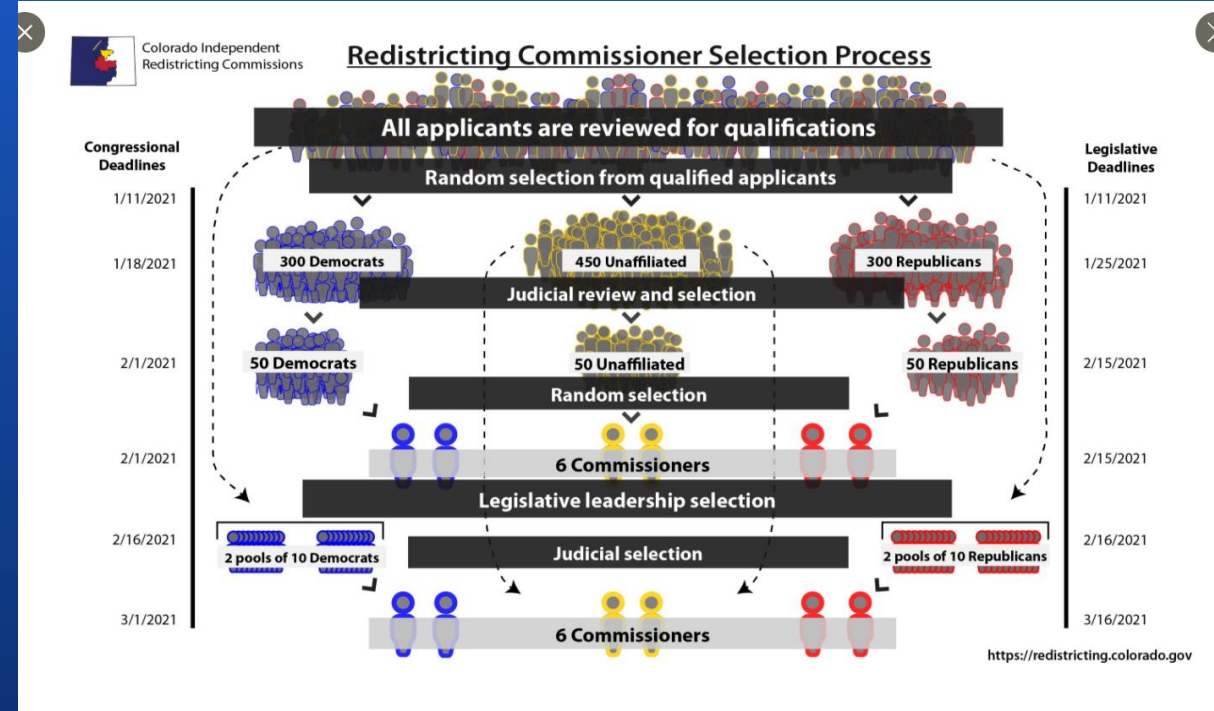 Colorado Independent
Redistricting Commissions
Redistricting Commissioner Selection Process
All applicants are reviewed for qualifications
Congressional
Deadlines
Legislative
Deadlines
Random selection from qualified applicants
1/11/2021
1/11/2021
1/18/2021
300 Democrats
450 Unaffiliated
300 Republicans
1/25/2021
Judicial review and selection
2/1/2021
50 Democrats
50 Unaffiliated
50 Republicans
2/15/2021
Random selection
2/1/2021
6 Commissioners
2/15/2021
Legislative leadership selection
2/16/2021
2 pools of 10 Democrats
Judicial selection
2 pools of 10 Republicans
2/16/2021
3/1/2021
6 Commissioners
3/16/2021
https://redistricting.colorado.gov